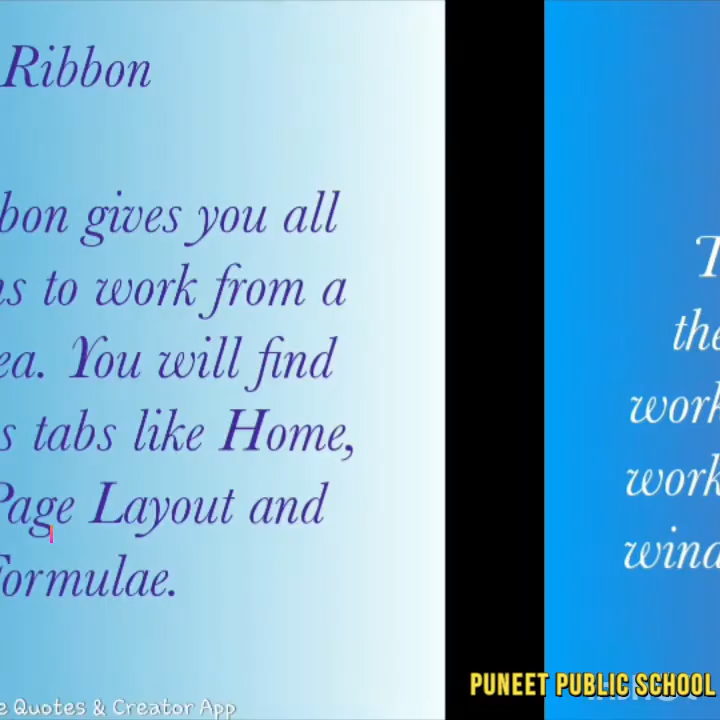 Ribbon
bon gives you all
ns to work from a
ea. You will find
s tabs like Home,
Page Layout and
Formulae.
T
the
work
work
wind
e Quotes & Creator App
PUNEET PUBLIC SCHOOL